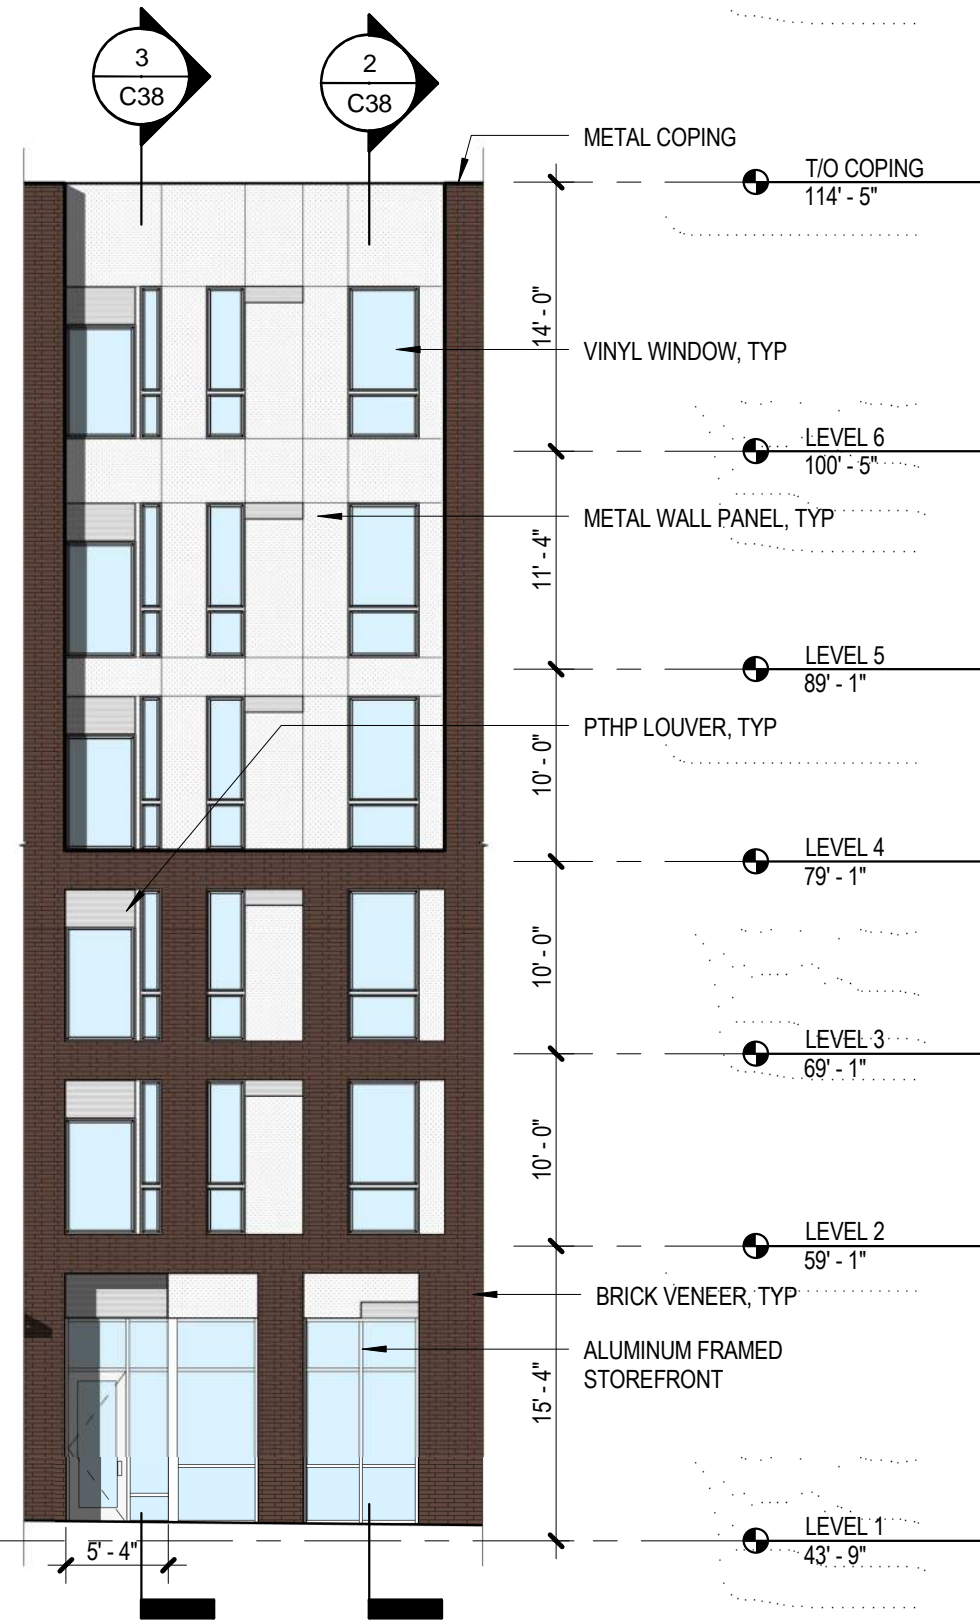 3
C38
2
C38
METAL COPING
T/O COPING
114' - 5"
14' - 0"
VINYL WINDOW, TYP
LEVEL 6
100' - 5"
METAL WALL PANEL, TYP
11' - 4"
LEVEL 5
89' - 1"
PTHP LOUVER, TYP
10' - 0"
LEVEL 4
79' - 1"
10' - 0"
LEVEL 3
69' - 1"
10' - 0"
LEVEL 2
59' - 1"
BRICK VENEER, TYP
ALUMINUM FRAMED
STOREFRONT
15' - 4"
LEVEL 1
43' - 9"
5' - 4"